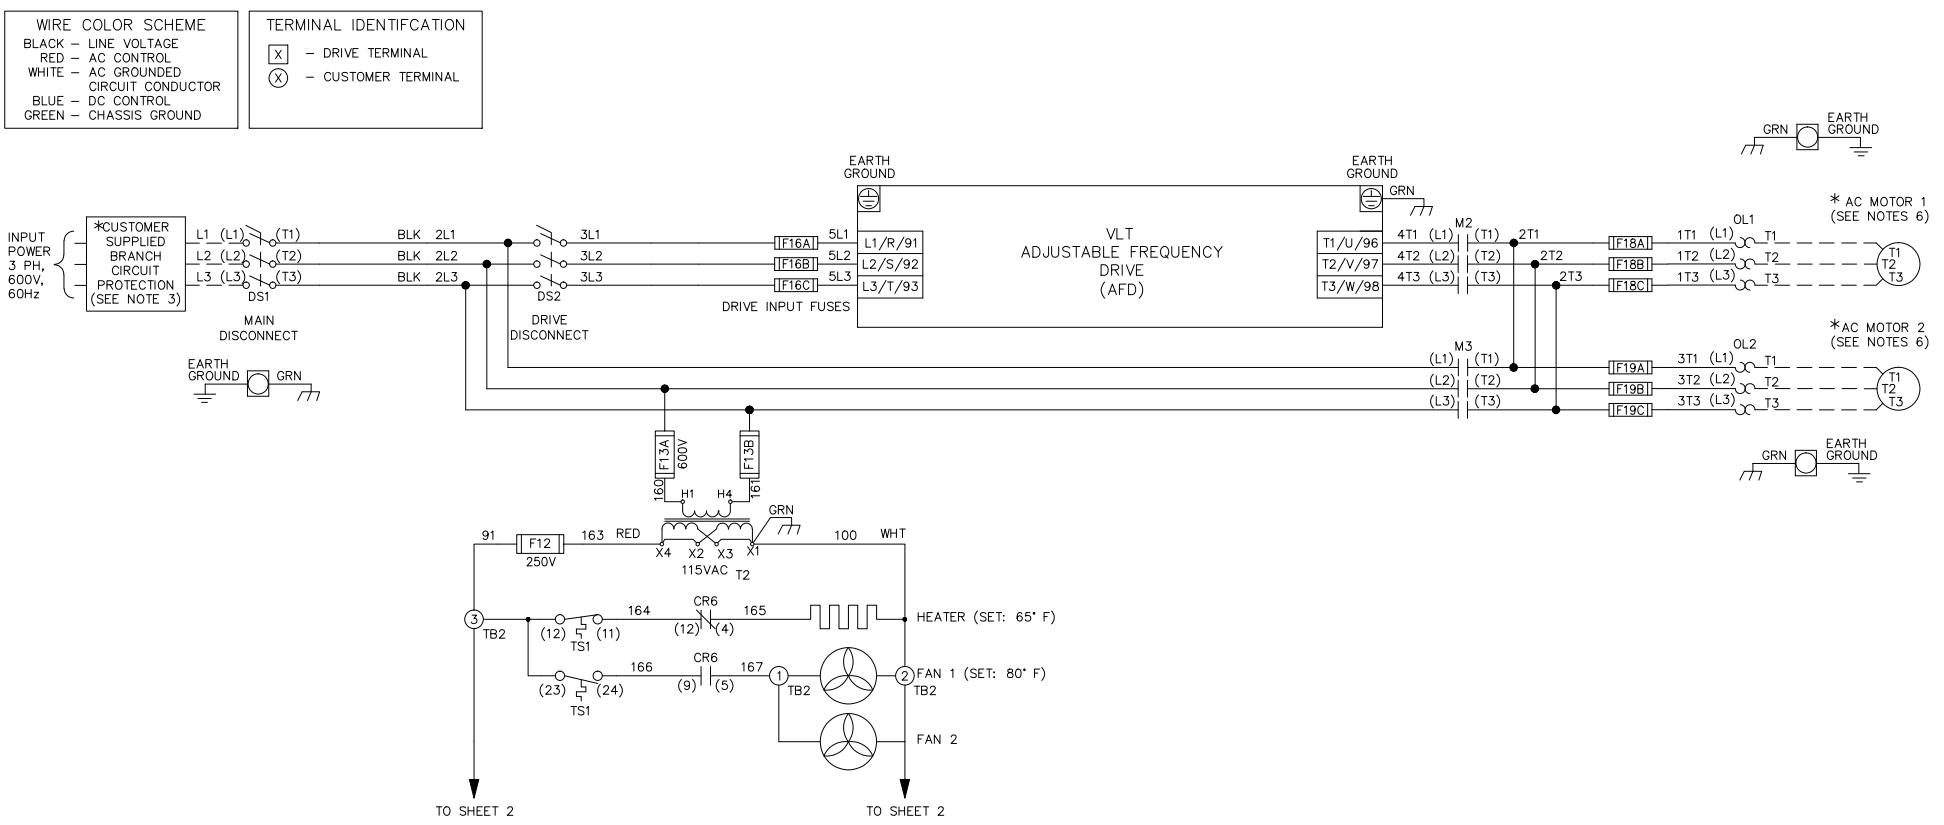 WIRE COLOR SCHEME
BLACK – LINE VOLTAGE
RED – AC CONTROL
WHITE – AC GROUNDED
CIRCUIT CONDUCTOR
BLUE – DC CONTROL
GREEN – CHASSIS GROUND
TERMINAL IDENTIFCATION
X – DRIVE TERMINAL
X – CUSTOMER TERMINAL
INPUT
POWER
3 PH,
600V,
60Hz
*CUSTOMER
SUPPLIED
BRANCH
CIRCUIT
PROTECTION
(SEE NOTE 3)
L1 (L1) (T1)
L2 (L2) (T2)
L3 (L3) (T3)
DS1
MAIN
DISCONNECT
EARTH
GROUND
GRN
BLK 2L1
BLK 2L2
BLK 2L3
3L1
3L2
3L3
DS2
DRIVE
DISCONNECT
F16A
F16B
F16C
DRIVE INPUT FUSES
5L1
5L2
5L3
EARTH
GROUND
L1/R/91
L2/S/92
L3/T/93
VLT
ADJUSTABLE FREQUENCY
DRIVE
(AFD)
EARTH
GROUND
GRN
T1/U/96
T2/V/97
T3/W/98
4T1 (L1)
4T2 (L2)
4T3 (L3)
M2
(T1) 2T1
(T2) 2T2
(T3) 2T3
F18A
F18B
F18C
OL1
1T1 (L1) T1
1T2 (L2) T2
1T3 (L3) T3
GRN
EARTH
GROUND
* AC MOTOR 1
(SEE NOTES 6)
T1
T2
T3
M3
(L1) (T1)
(L2) (T2)
(L3) (T3)
F19A
F19B
F19C
OL2
3T1 (L1) T1
3T2 (L2) T2
3T3 (L3) T3
*AC MOTOR 2
(SEE NOTES 6)
T1
T2
T3
GRN
EARTH
GROUND
F13A
600V
F13B
160
161
H1 H4
GRN
91
F12
250V
163 RED
X4 X2 X3 X1
115VAC T2
100 WHT
3
TB2
(12) (11)
TS1
164
CR6
(12) (4)
165
HEATER (SET: 65° F)
(23) (24)
TS1
166
CR6
(9) (5)
167
1
TB2
2
TB2
FAN 1 (SET: 80° F)
FAN 2
TO SHEET 2
TO SHEET 2